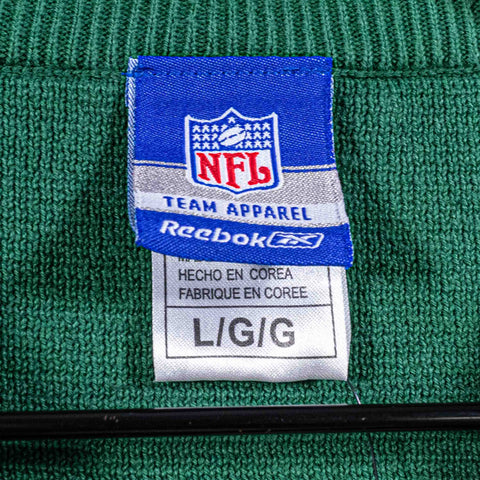 NFL
TEAM APPAREL
Reebok
HECHO EN COREA
FABRIQUE EN COREE
L/G/G